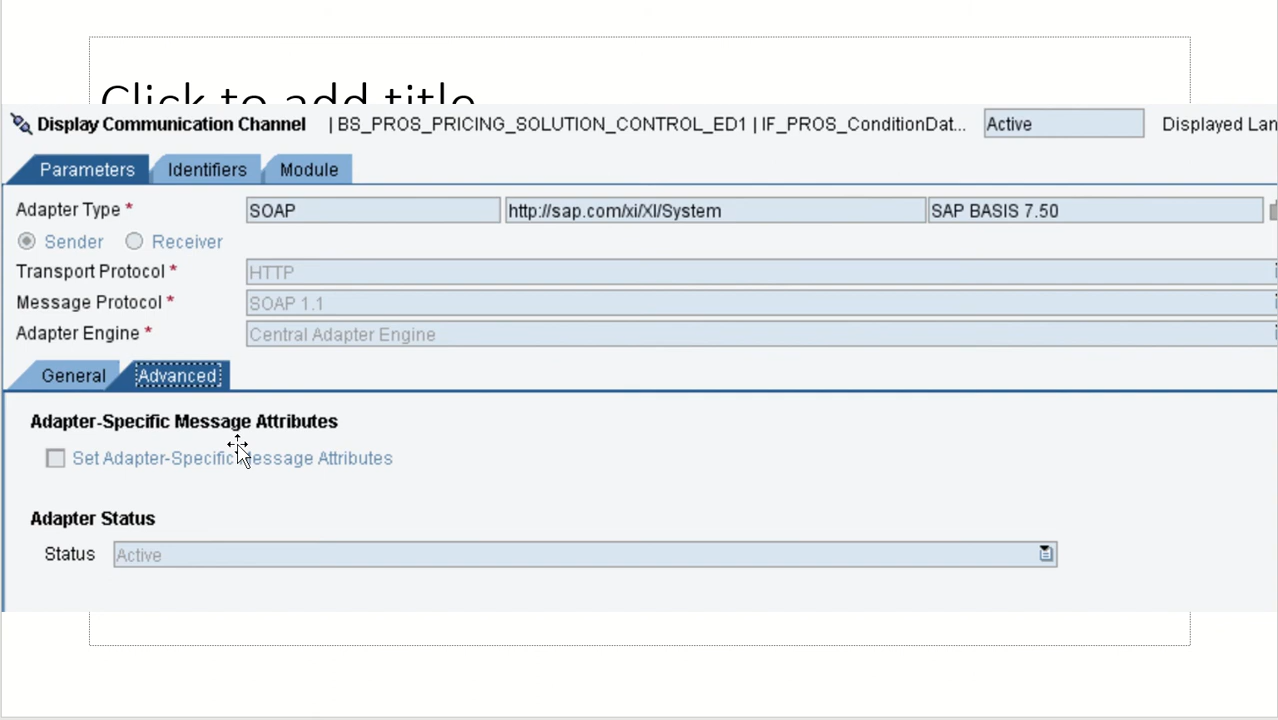 Click to add title
Display Communication Channel | BS_PROS_PRICING_SOLUTION_CONTROL_ED1 | IF_PROS_ConditionDat... Active Displayed Lan
Parameters Identifiers Module
Adapter Type * SOAP http://sap.com/xi/XI/System SAP BASIS 7.50
Sender Receiver
Transport Protocol * HTTP
Message Protocol * SOAP 1.1
Adapter Engine * Central Adapter Engine
General Advanced
Adapter-Specific Message Attributes
Set Adapter-Specific Message Attributes
Adapter Status
Status Active